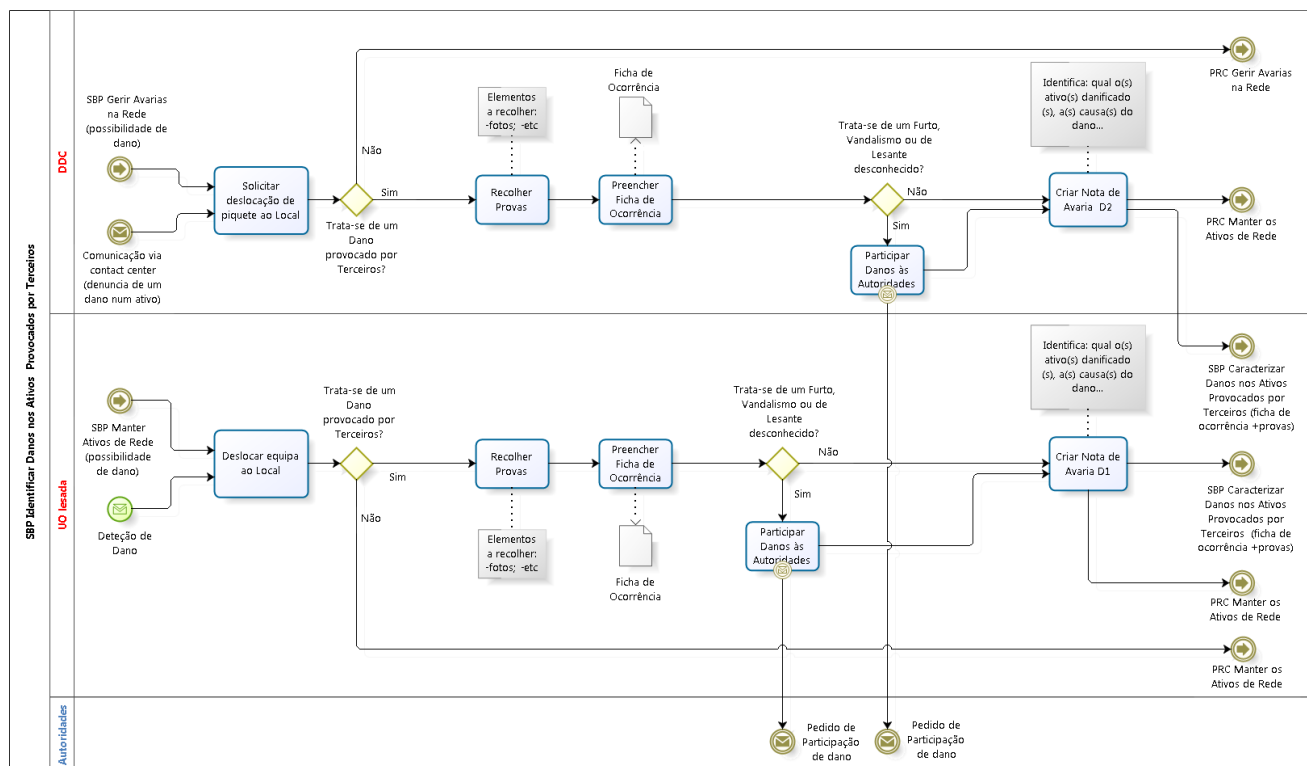 SBP Identificar Danos nos Ativos Provocados por Terceiros
DDC
SBP Gerir Avarias
na Rede
(possibilidade de
dano)
Comunicação via
contact center
(denuncia de um
dano num ativo)
Solicitar
deslocação de
piquete ao Local
Não
Sim
Trata-se de um
Dano
provocado por
Terceiros?
Elementos
a recolher:
-fotos; -etc
Recolher
Provas
Ficha de
Ocorrência
Preencher
Ficha de
Ocorrência
Trata-se de um Furto,
Vandalismo ou de
Lesante
desconhecido?
Não
Sim
Participar
Danos às
Autoridades
Identifica: qual o(s)
ativo(s) danificado
(s), a(s) causa(s) do
dano...
Criar Nota de
Avaria D2
PRC Gerir Avarias
na Rede
PRC Manter os
Ativos de Rede
UO lesada
SBP Manter
Ativos de Rede
(possibilidade
de dano)
Deteção de
Dano
Deslocar equipa
ao Local
Trata-se de um
Dano
provocado por
Terceiros?
Sim
Não
Recolher
Provas
Elementos
a recolher:
-fotos; -etc
Preencher
Ficha de
Ocorrência
Ficha de
Ocorrência
Trata-se de um Furto,
Vandalismo ou de
Lesante
desconhecido?
Não
Sim
Participar
Danos às
Autoridades
Identifica: qual o(s)
ativo(s) danificado
(s), a(s) causa(s) do
dano...
Criar Nota de
Avaria D1
SBP Caracterizar
Danos nos Ativos
Provocados por
Terceiros (ficha de
ocorrência +provas)
SBP Caracterizar
Danos nos Ativos
Provocados por
Terceiros (ficha de
ocorrência +provas)
PRC Manter os
Ativos de Rede
PRC Manter os
Ativos de Rede
Autoridades
Pedido de
Participação
de dano
Pedido de
Participação
de dano